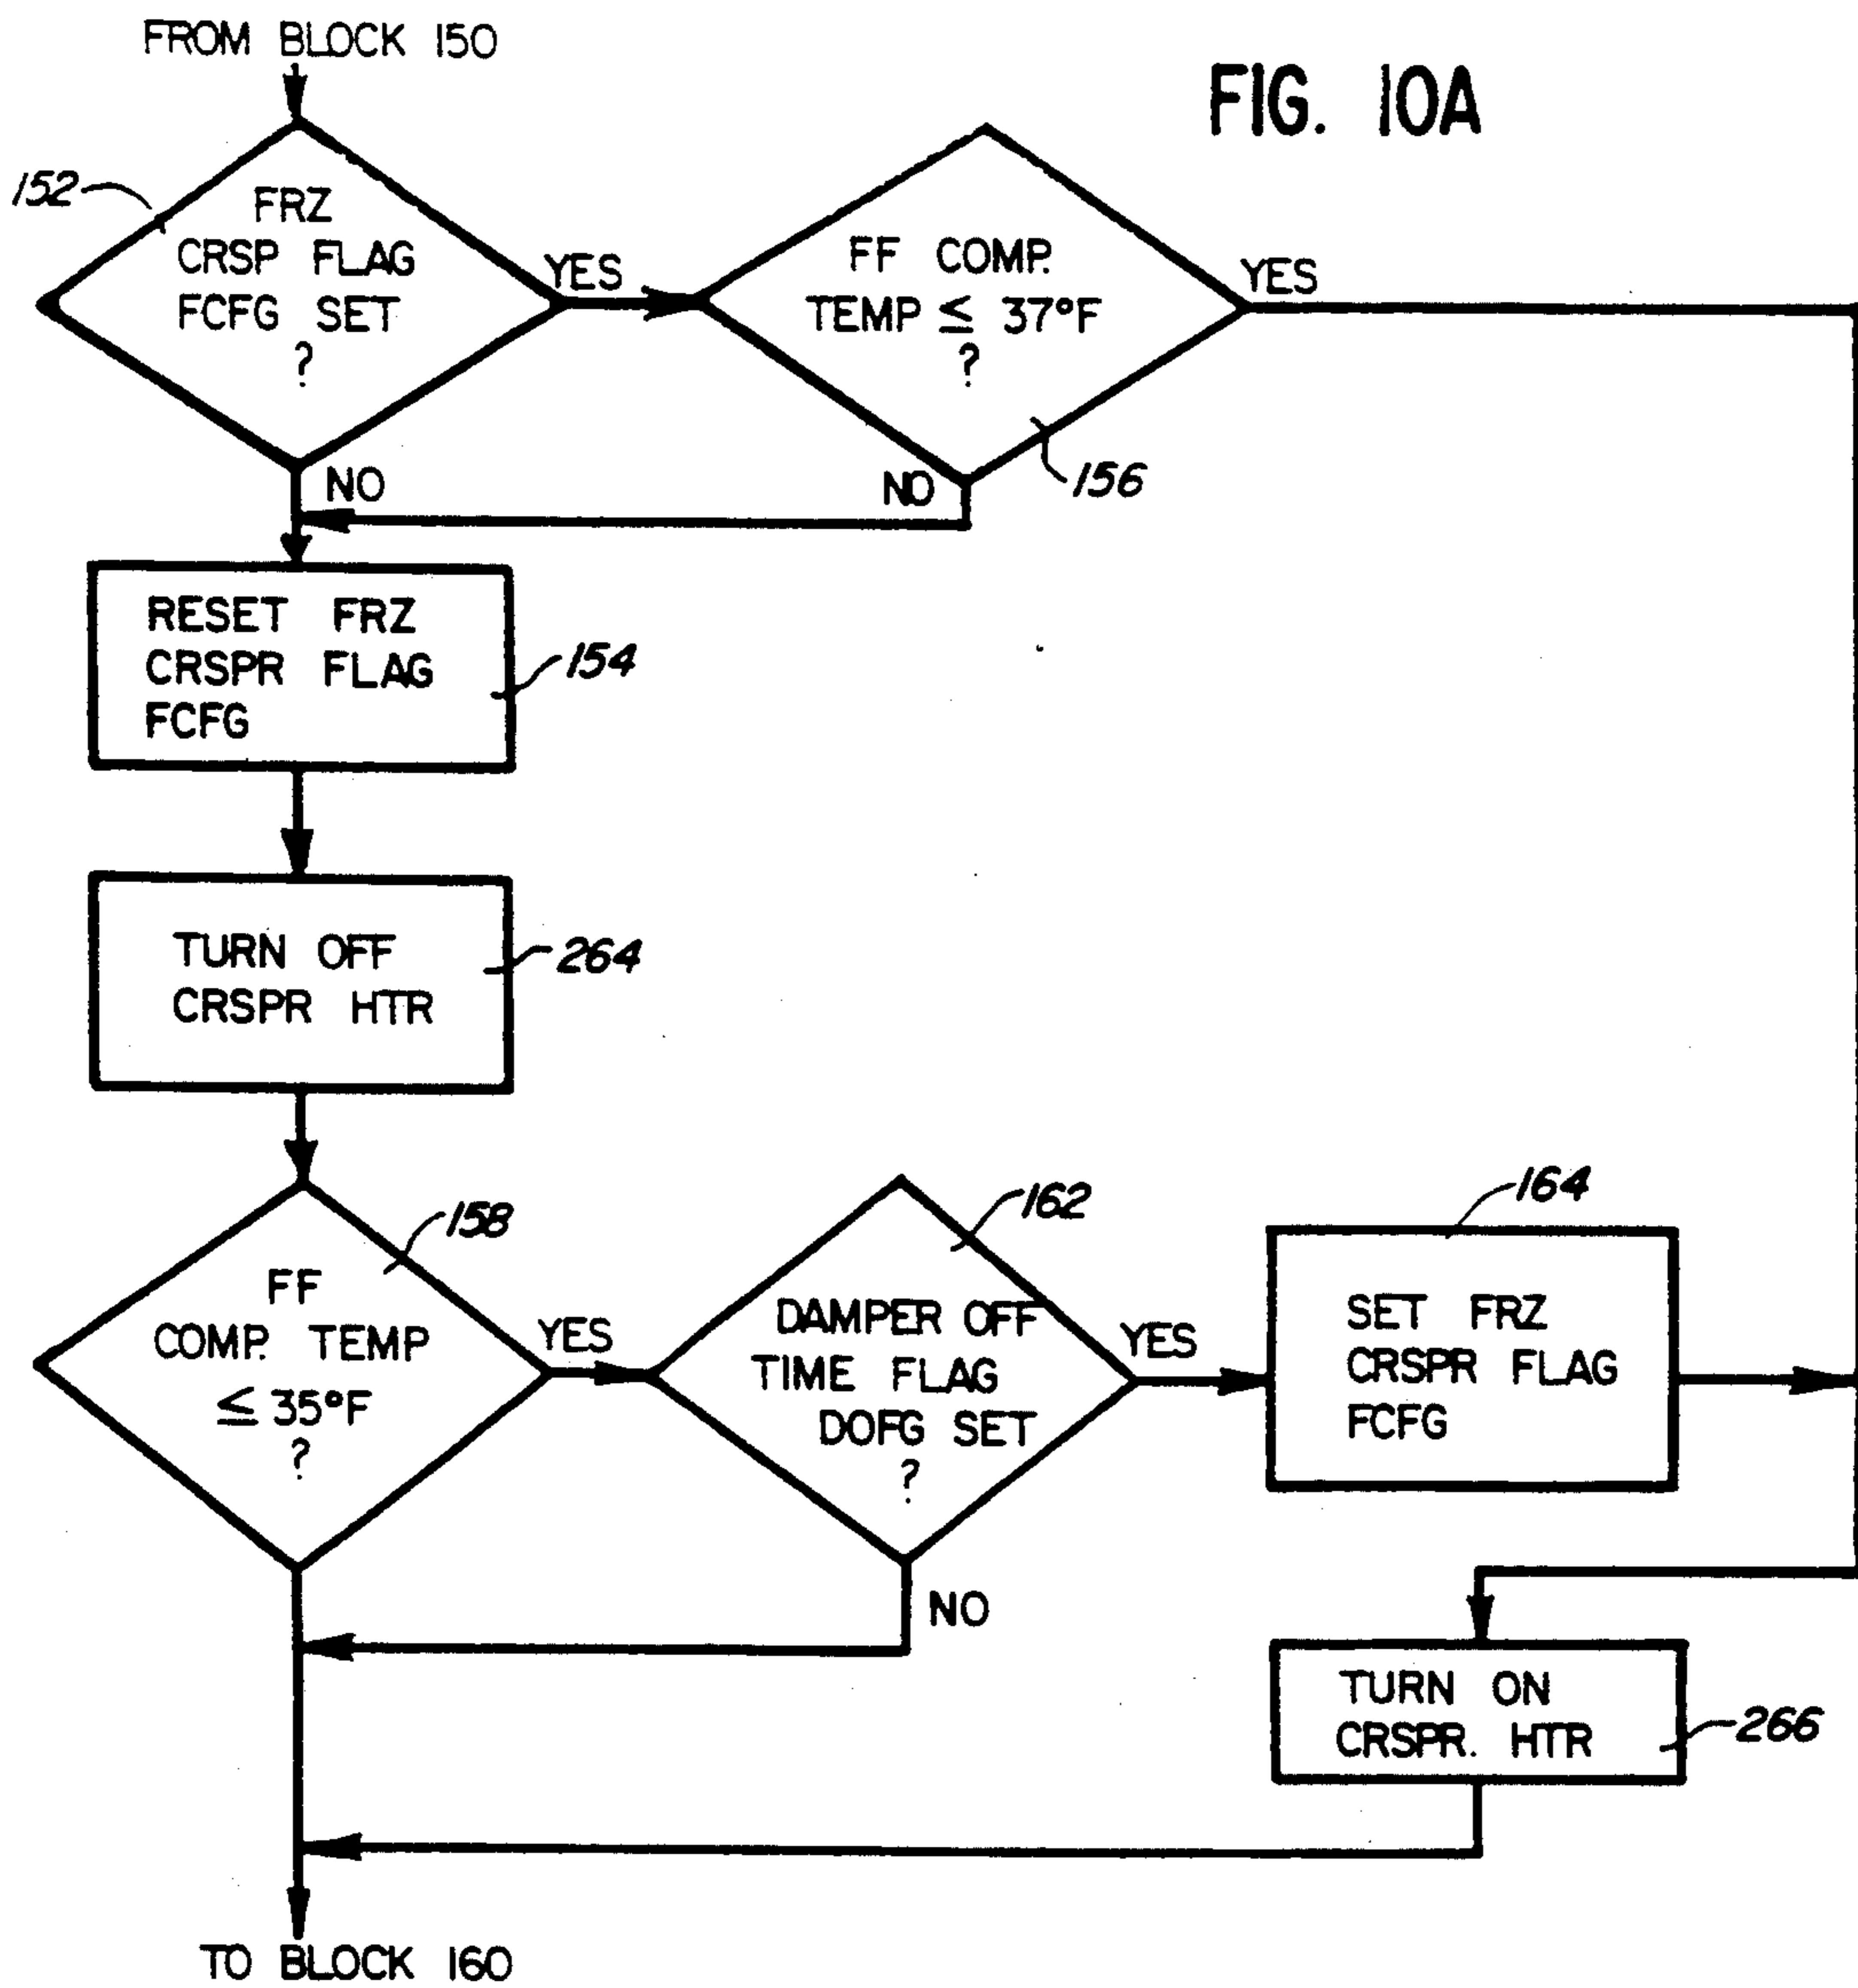 FROM BLOCK 150
FIG. 10A
152
FRZ
CRSP FLAG
FCFG SET
?
YES
FF COMP.
TEMP ≤ 37°F
?
YES
156
NO
NO
RESET FRZ
CRSPR FLAG
FCFG
154
TURN OFF
CRSPR HTR
264
158
FF
COMP. TEMP
≤ 35°F
?
YES
162
DAMPER OFF
TIME FLAG
DOFG SET
?
YES
NO
164
SET FRZ
CRSPR FLAG
FCFG
TURN ON
CRSPR. HTR
266
TO BLOCK 160